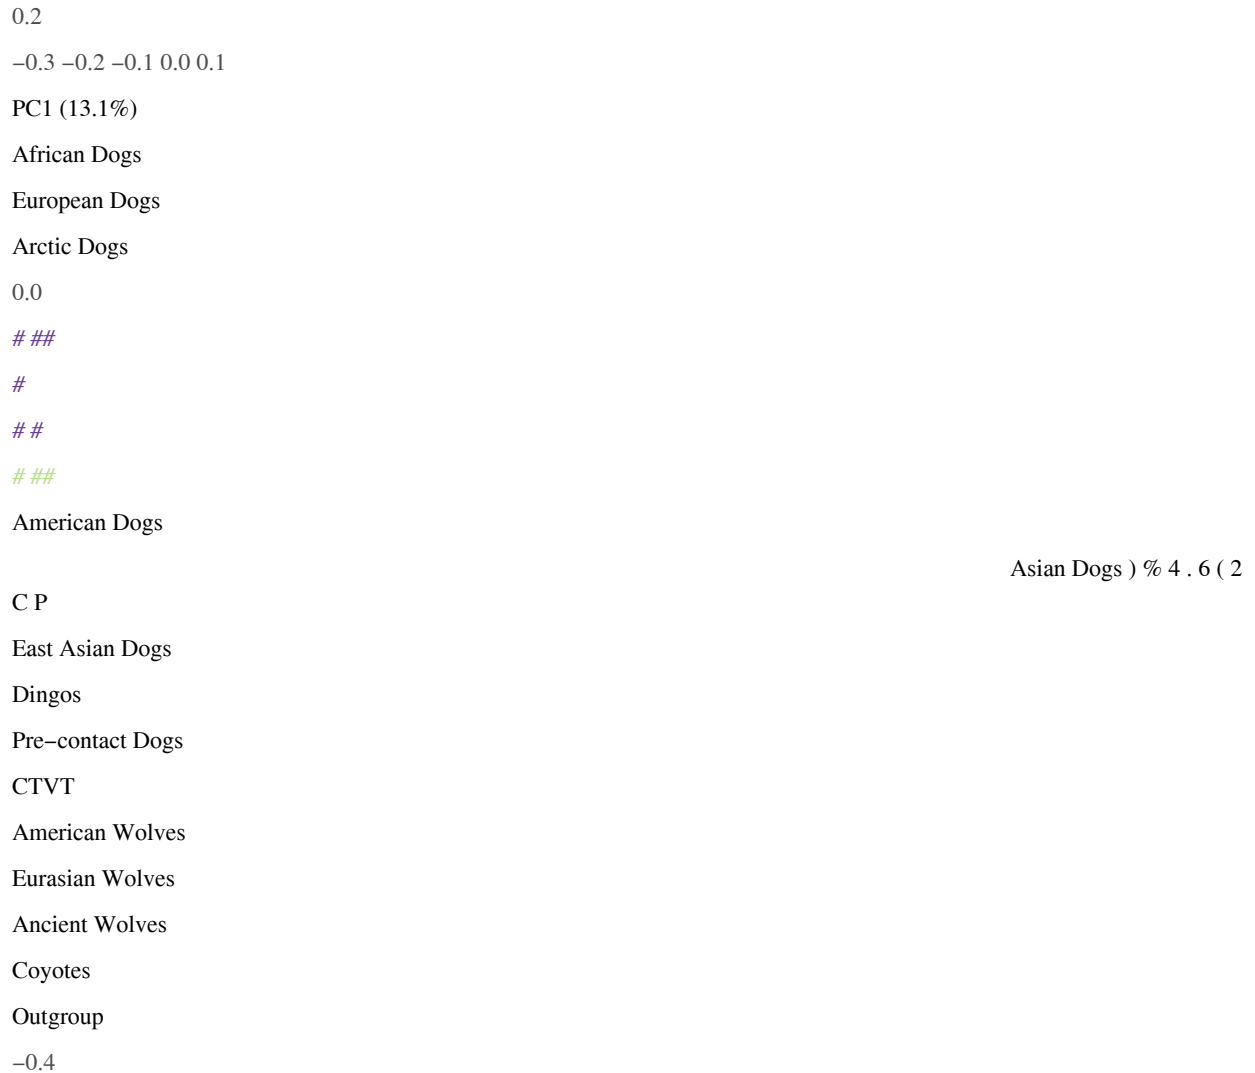 0.2
−0.3 −0.2 −0.1 0.0 0.1
PC1 (13.1%)
African Dogs
European Dogs
Arctic Dogs
0.0
# ##
#
# #
# ##
American Dogs
Asian Dogs ) % 4 . 6 ( 2
C P
East Asian Dogs
Dingos
Pre−contact Dogs
CTVT
American Wolves
Eurasian Wolves
Ancient Wolves
Coyotes
Outgroup
−0.4